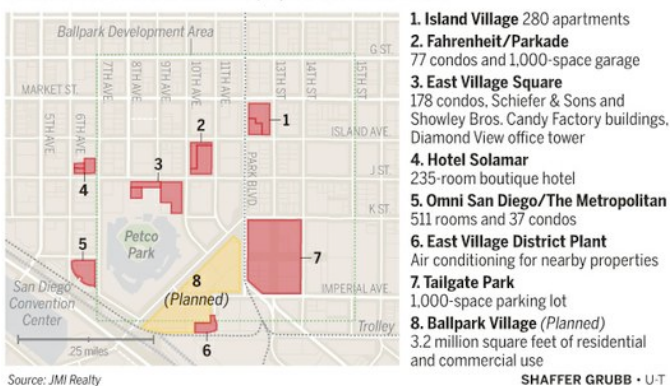 Ballpark Development Area
G ST.
7TH AVE
8TH AVE
9TH AVE
10TH AVE
11TH AVE
13TH ST.
14TH ST.
15TH ST.
MARKET ST.
5TH AVE
6TH AVE
1
ISLAND AVE.
2
3
J ST.
4
PARK BLVD.
K ST.
5
Petco
Park
7
8
(Planned)
San Diego
Convention
Center
IMPERIAL AVE.
Trolley
.25 miles
6
1. Island Village 280 apartments
2. Fahrenheit/Parkade
77 condos and 1,000-space garage
3. East Village Square
178 condos, Schiefer & Sons and
Showley Bros. Candy Factory buildings,
Diamond View office tower
4. Hotel Solamar
235-room boutique hotel
5. Omni San Diego/The Metropolitan
511 rooms and 37 condos
6. East Village District Plant
Air conditioning for nearby properties
7. Tailgate Park
1,000-space parking lot
8. Ballpark Village (Planned)
3.2 million square feet of residential
and commercial use
Source: JMI Realty
SHAFFER GRUBB • U-T